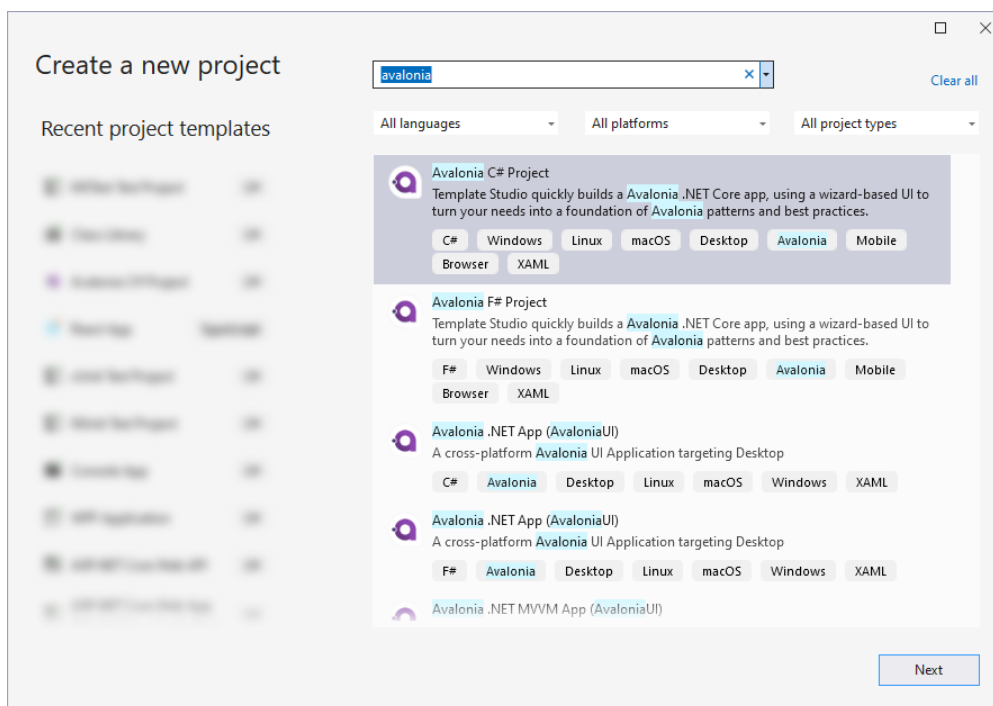 Create a new project
avalonia
Clear all
Recent project templates
All languages
All platforms
All project types
Avalonia C# Project
Template Studio quickly builds a Avalonia .NET Core app, using a wizard-based UI to
turn your needs into a foundation of Avalonia patterns and best practices.
C# Windows Linux macOS Desktop Avalonia Mobile
Browser XAML
Avalonia F# Project
Template Studio quickly builds a Avalonia .NET Core app, using a wizard-based UI to
turn your needs into a foundation of Avalonia patterns and best practices.
F# Windows Linux macOS Desktop Avalonia Mobile
Browser XAML
Avalonia .NET App (AvaloniaUI)
A cross-platform Avalonia UI Application targeting Desktop
C# Avalonia Desktop Linux macOS Windows XAML
Avalonia .NET App (AvaloniaUI)
A cross-platform Avalonia UI Application targeting Desktop
F# Avalonia Desktop Linux macOS Windows XAML
Avalonia .NET MVVM App (AvaloniaUI)
Next